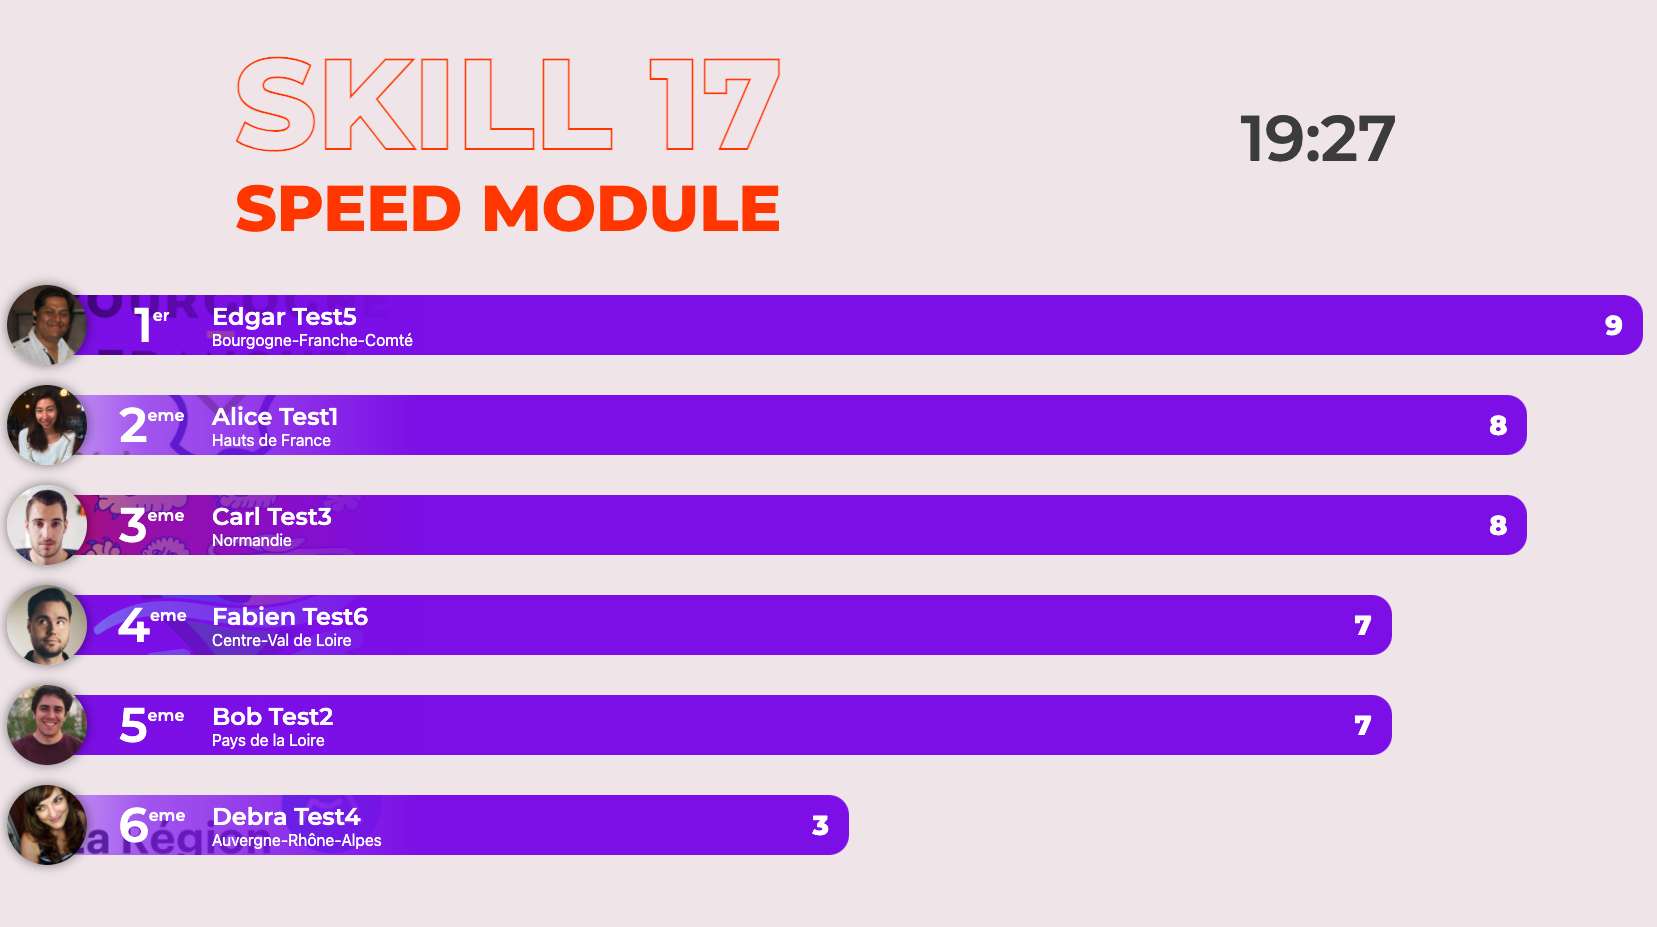 SKILL 17
SPEED MODULE
19:27
1er
Edgar Test5
Bourgogne-Franche-Comté
9
2eme
Alice Test1
Hauts de France
8
3eme
Carl Test3
Normandie
8
4eme
Fabien Test6
Centre-Val de Loire
7
5eme
Bob Test2
Pays de la Loire
7
6eme
Debra Test4
Auvergne-Rhône-Alpes
La Région
3